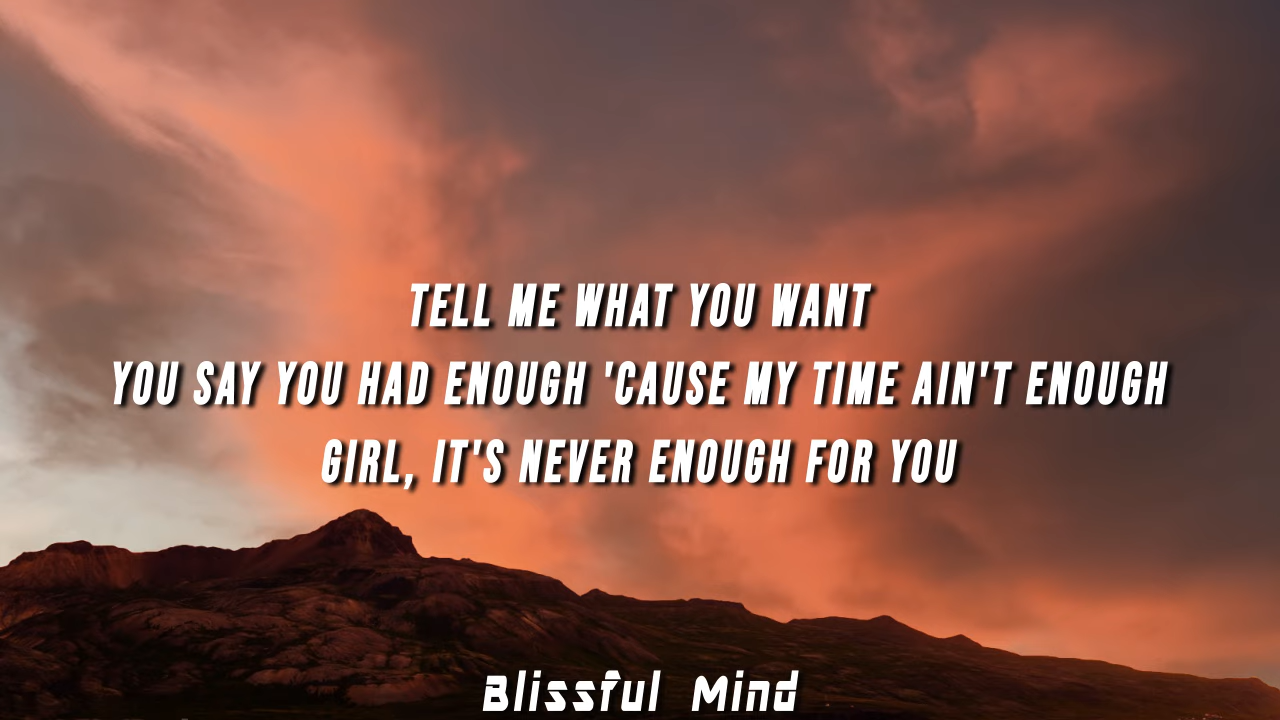 TELL ME WHAT YOU WANT
YOU SAY YOU HAD ENOUGH 'CAUSE MY TIME AIN'T ENOUGH
GIRL, IT'S NEVER ENOUGH FOR YOU
Blissful Mind